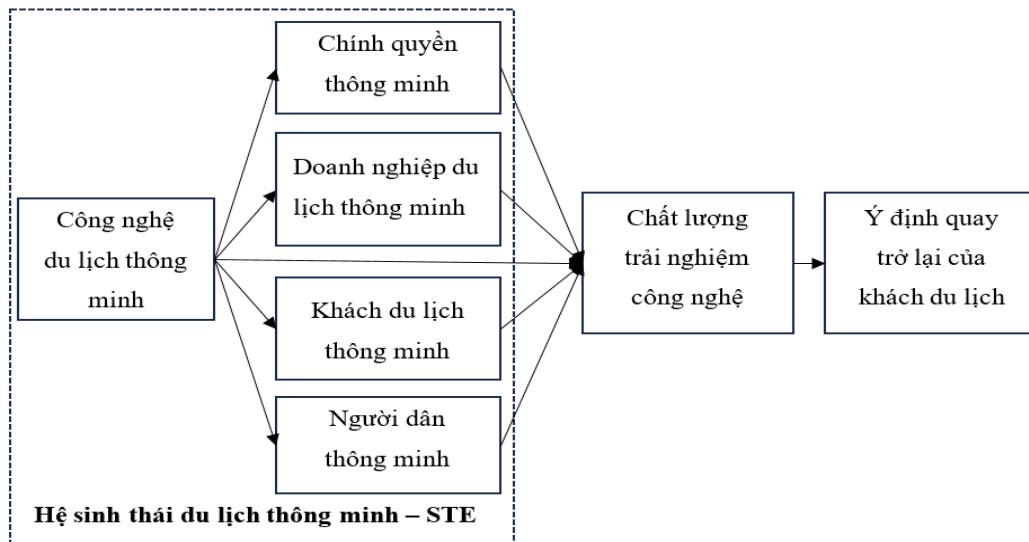 Chính quyền
thông minh
Doanh nghiệp du
lịch thông minh
Công nghệ
du lịch thông
minh
Khách du lịch
thông minh
Người dân
thông minh
Chất lượng
trải nghiệm
công nghệ
Ý định quay
trở lại của
khách du lịch
Hệ sinh thái du lịch thông minh – STE